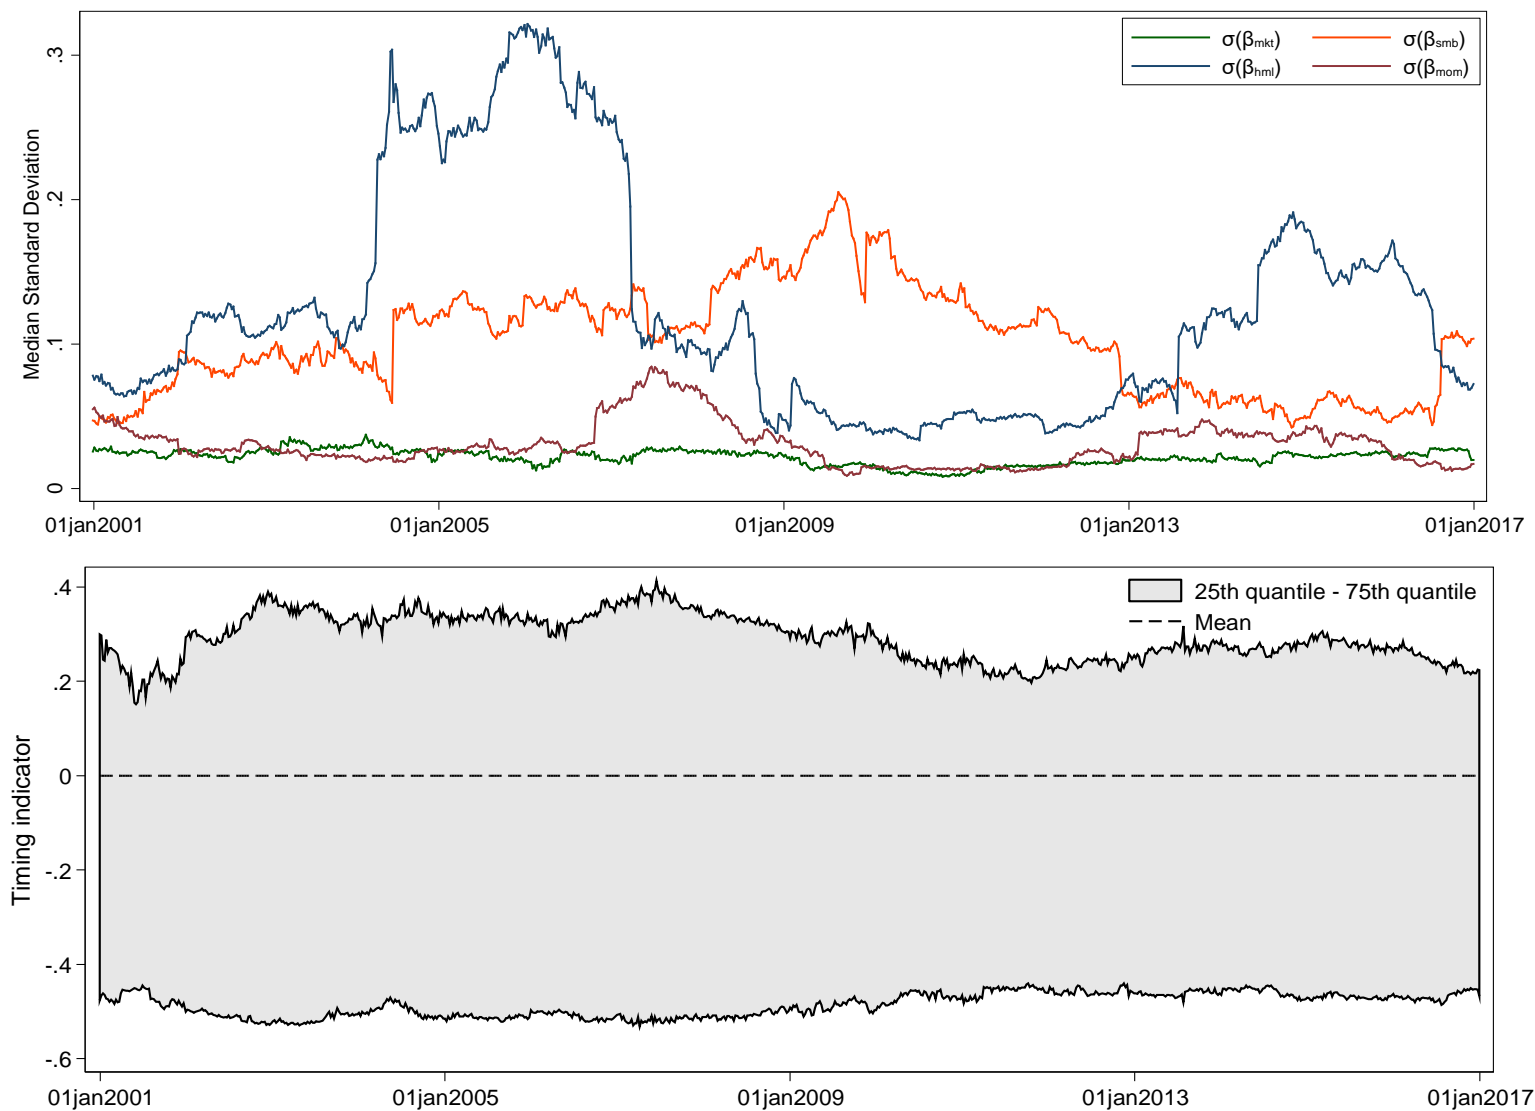 Median Standard Deviation
.3
.2
.1
0
σ(βmkt) σ(βsmb)
σ(βhml) σ(βmom)
01jan2001 01jan2005 01jan2009 01jan2013 01jan2017
Timing indicator
.4
.2
0
-.2
-.4
-.6
25th quantile - 75th quantile
Mean
01jan2001 01jan2005 01jan2009 01jan2013 01jan2017